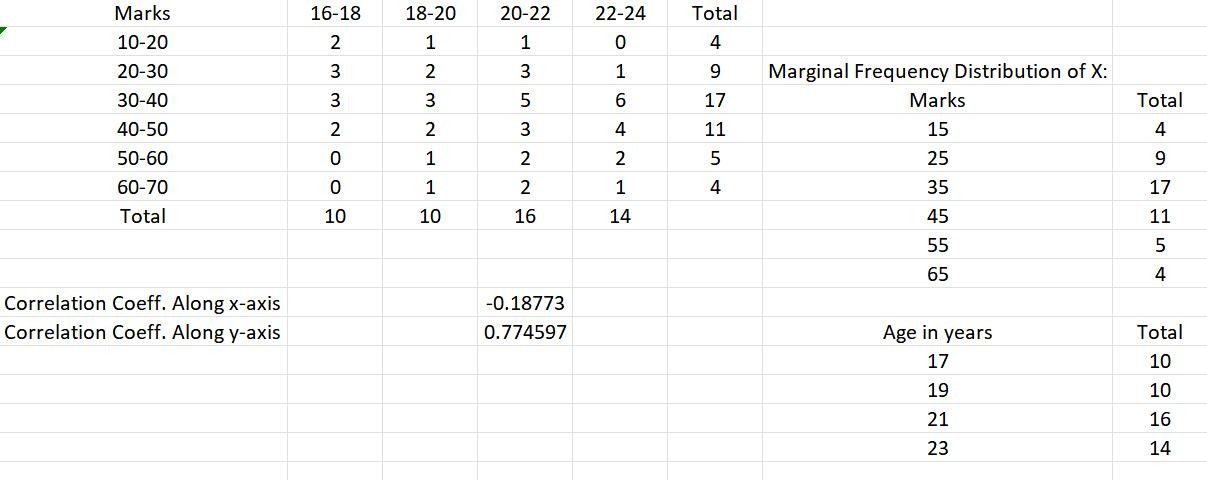 Marks 16-18 18-20 20-22 22-24 Total
10-20 2 1 1 0 4
20-30 3 2 3 1 9 Marginal Frequency Distribution of X:
30-40 3 3 5 6 17 Marks Total
40-50 2 2 3 4 11 15 4
50-60 0 1 2 2 5 25 9
60-70 0 1 2 1 4 35 17
Total 10 10 16 14 45 11
55 5
65 4
Correlation Coeff. Along x-axis -0.18773
Correlation Coeff. Along y-axis 0.774597 Age in years Total
17 10
19 10
21 16
23 14